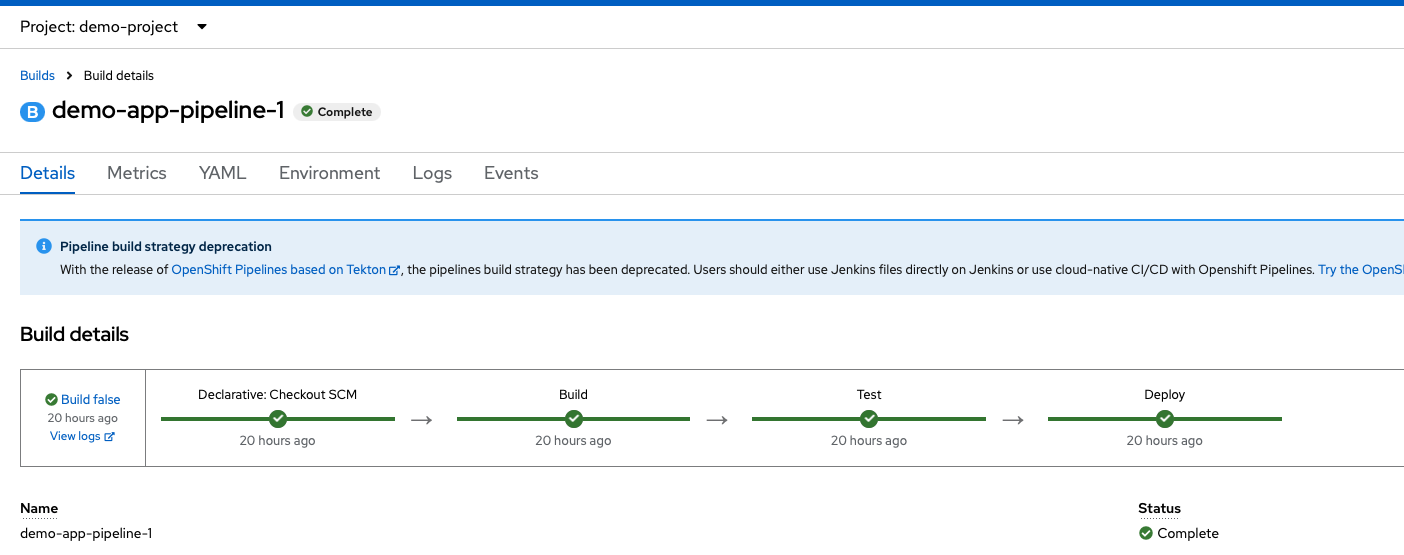 Project: demo-project
Builds Build details
B demo-app-pipeline-1 Complete
Details Metrics YAML Environment Logs Events
Pipeline build strategy deprecation
With the release of OpenShift Pipelines based on Tekton , the pipelines build strategy has been deprecated. Users should either use Jenkins files directly on Jenkins or use cloud-native CI/CD with Openshift Pipelines. Try the OpenS
Build details
Build false
20 hours ago
View logs
Declarative: Checkout SCM
20 hours ago
Build
20 hours ago
Test
20 hours ago
Deploy
20 hours ago
Name
demo-app-pipeline-1
Status
Complete